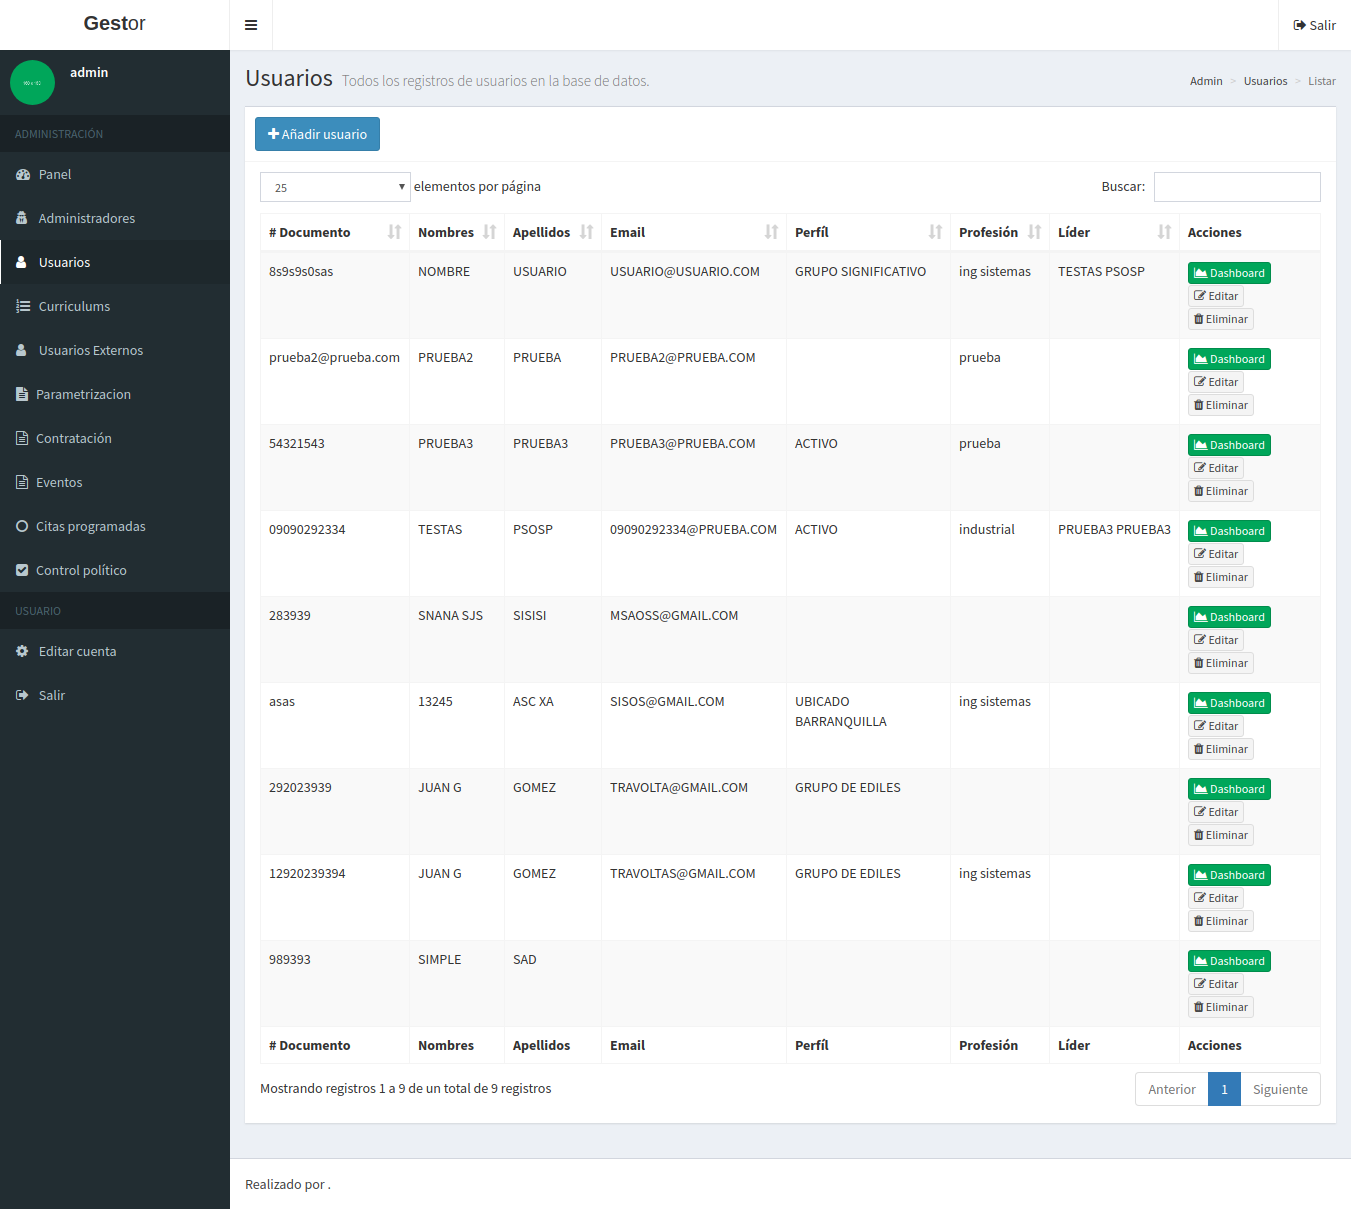 Gestor
Salir
admin
ADMINISTRACIÓN
Panel
Administradores
Usuarios
Curriculums
Usuarios Externos
Parametrizacion
Contratación
Eventos
Citas programadas
Control político
USUARIO
Editar cuenta
Salir
Usuarios Todos los registros de usuarios en la base de datos.
Admin > Usuarios > Listar
Añadir usuario
25 elementos por página
Buscar:
# Documento Nombres Apellidos Email Perfíl Profesión Líder Acciones
8s9s9s0sas NOMBRE USUARIO USUARIO@USUARIO.COM GRUPO SIGNIFICATIVO ing sistemas TESTAS PSOSP Dashboard
Editar
Eliminar
prueba2@prueba.com PRUEBA2 PRUEBA PRUEBA2@PRUEBA.COM prueba Dashboard
Editar
Eliminar
54321543 PRUEBA3 PRUEBA3 PRUEBA3@PRUEBA.COM ACTIVO prueba Dashboard
Editar
Eliminar
09090292334 TESTAS PSOSP 09090292334@PRUEBA.COM ACTIVO industrial PRUEBA3 PRUEBA3 Dashboard
Editar
Eliminar
283939 SNANA SJS SISISI MSAOSS@GMAIL.COM Dashboard
Editar
Eliminar
asas 13245 ASC XA SISOS@GMAIL.COM UBICADO ing sistemas Dashboard
BARRANQUILLA Editar
Eliminar
292023939 JUAN G GOMEZ TRAVOLTA@GMAIL.COM GRUPO DE EDILES Dashboard
Editar
Eliminar
12920239394 JUAN G GOMEZ TRAVOLTAS@GMAIL.COM GRUPO DE EDILES ing sistemas Dashboard
Editar
Eliminar
989393 SIMPLE SAD Dashboard
Editar
Eliminar
# Documento Nombres Apellidos Email Perfíl Profesión Líder Acciones
Mostrando registros 1 a 9 de un total de 9 registros
Anterior 1 Siguiente
Realizado por .